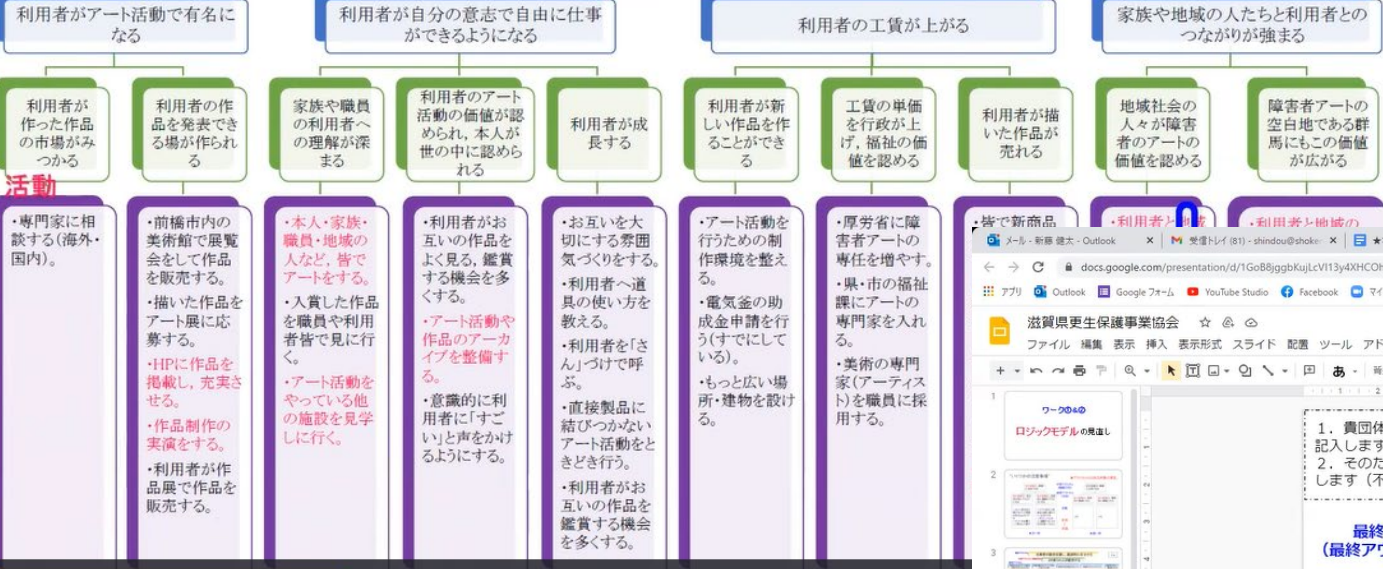 利用者がアート活動で有名に
なる
利用者が自分の意志で自由に仕事
ができるようになる
利用者の工賃が上がる
家族や地域の人たちと利用者との
つながりが強まる
利用者が
作った作品
の市場がみ
つかる
利用者の作
品を発表でき
る場が作られ
る
家族や職員
の利用者へ
の理解が深
まる
利用者のアート
活動の価値が認
められ，本人が
世の中に認めら
れる
利用者が成
長する
利用者が新
しい作品を作
ることができ
る
工賃の単価
を行政が上
げ，福祉の価
値を認める
利用者が描
いた作品が
売れる
地域社会の
人々が障害
者のアートの
価値を認める
障害者アートの
空白地である群
馬にもこの価値
が広がる
活動
・専門家に相
談する(海外・
国内)。
・前橋市内の
美術館で展覧
会をして作品
を販売する。
・描いた作品を
アート展に応
募する。
・HPに作品を
掲載し，充実さ
せる。
・作品制作の
実演をする。
・利用者が作
品展で作品を
販売する。
・本人・家族・
職員・地域の
人など，皆で
アートをする。
・入賞した作品
を職員や利用
者皆で見に行
く。
・アート活動を
やっている他
の施設を見学
しに行く。
・利用者がお
互いの作品を
よく見る，鑑賞
する機会を多
くする。
・アート活動や
作品のアーカ
イブを整備す
る。
・意識的に利
用者に「すご
い」と声をかけ
るようにする。
・お互いを大
切にする雰囲
気づくりをする。
・利用者へ道
具の使い方を
教える。
・利用者を「さ
ん」づけで呼
ぶ。
・直接製品に
結びつかない
アート活動をと
きどき行う。
・利用者がお
互いの作品を
鑑賞する機会
を多くする。
・アート活動を
行うための制
作環境を整え
る。
・電気釜の助
成金申請を行
う(すでにして
いる)。
・もっと広い場
所・建物を設け
る。
・厚労省に障
害者アートの
専任を増やす。
・県・市の福祉
課にアートの
専門家を入れ
る。
・美術の専門
家(アーティス
ト)を職員に採
用する。
・皆で新商品
・利用者と地域
・利用者と地域の
メール - 新藤 健太 - Outlook
受信トレイ (81) - shindou@shoke
docs.google.com/presentation/d/1GoB8jggbKujLcVI13y4XHCOh
アプリ Outlook Google フォーム YouTube Studio Facebook マイ
滋賀県更生保護事業協会
ファイル 編集 表示 挿入 表示形式 スライド 配置 ツール アド
あ
1
ワーク①&②
ロジックモデルの見直し
2
3
1．貴団体
記入します
2．そのた
します（不
最終
（最終アウ